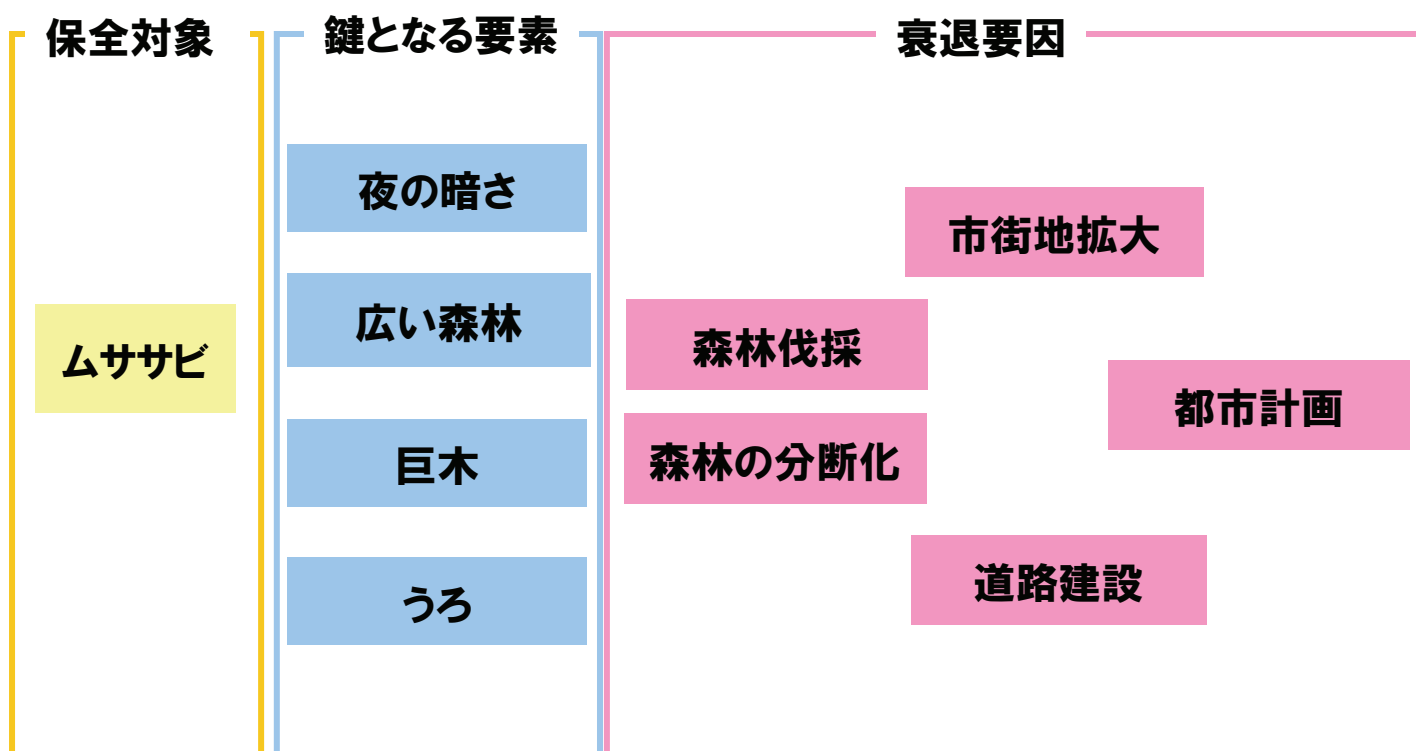 保全対象
鍵となる要素
衰退要因
夜の暗さ
市街地拡大
広い森林
ムササビ
森林伐採
都市計画
巨木
森林の分断化
うろ
道路建設